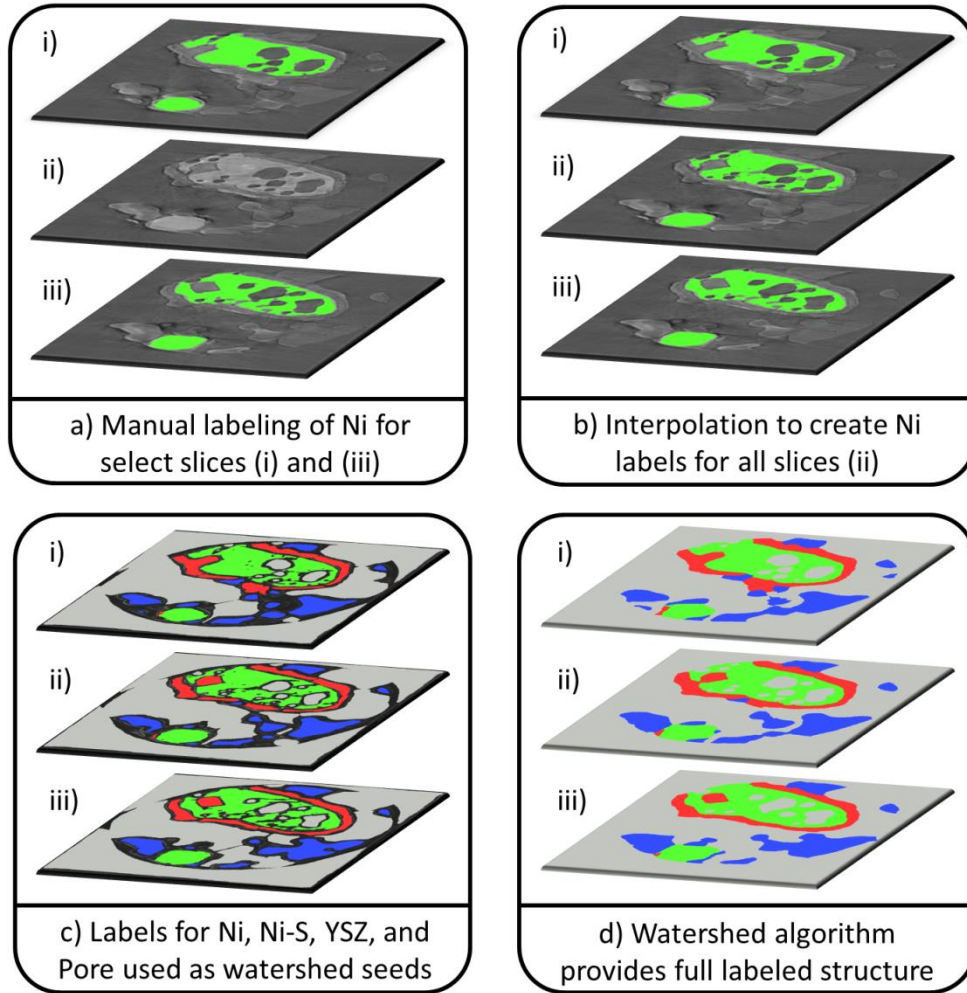 i)
ii)
iii)
a) Manual labeling of Ni for
select slices (i) and (iii)
i)
ii)
iii)
b) Interpolation to create Ni
labels for all slices (ii)
i)
ii)
iii)
c) Labels for Ni, Ni-S, YSZ, and
Pore used as watershed seeds
i)
ii)
iii)
d) Watershed algorithm
provides full labeled structure